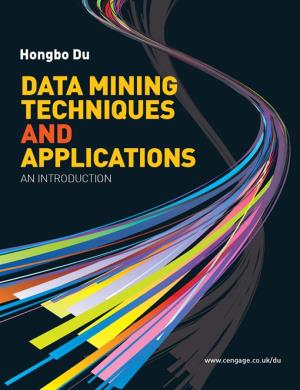 Hongbo Du
DATA MINING
TECHNIQUES
AND
APPLICATIONS
AN INTRODUCTION
www.cengage.co.uk/du